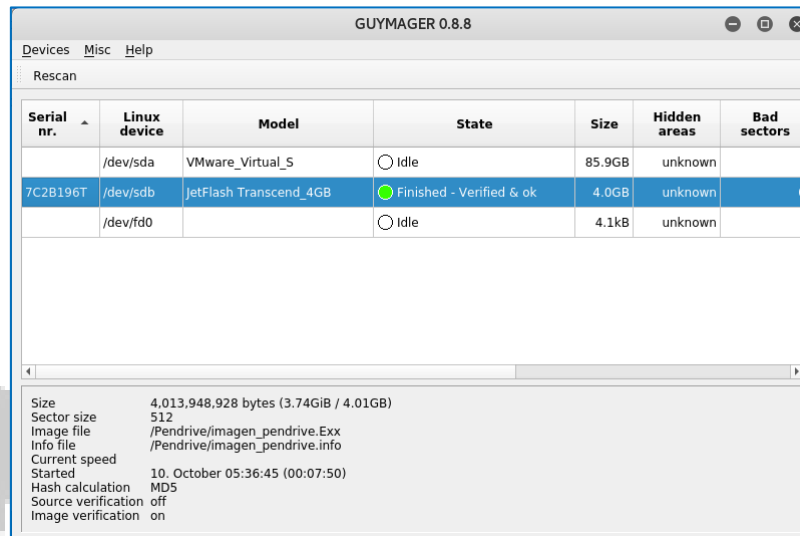 GUYMAGER 0.8.8
Devices Misc Help
Rescan
Serial nr. Linux device Model State Size Hidden areas Bad sectors
/dev/sda VMware_Virtual_S Idle 85.9GB unknown
7C2B196T /dev/sdb JetFlash Transcend_4GB Finished - Verified & ok 4.0GB unknown
/dev/fd0 Idle 4.1kB unknown
Size 4,013,948,928 bytes (3.74GiB / 4.01GB)
Sector size 512
Image file /Pendrive/imagen_pendrive.Exx
Info file /Pendrive/imagen_pendrive.info
Current speed
Started 10. October 05:36:45 (00:07:50)
Hash calculation MD5
Source verification off
Image verification on